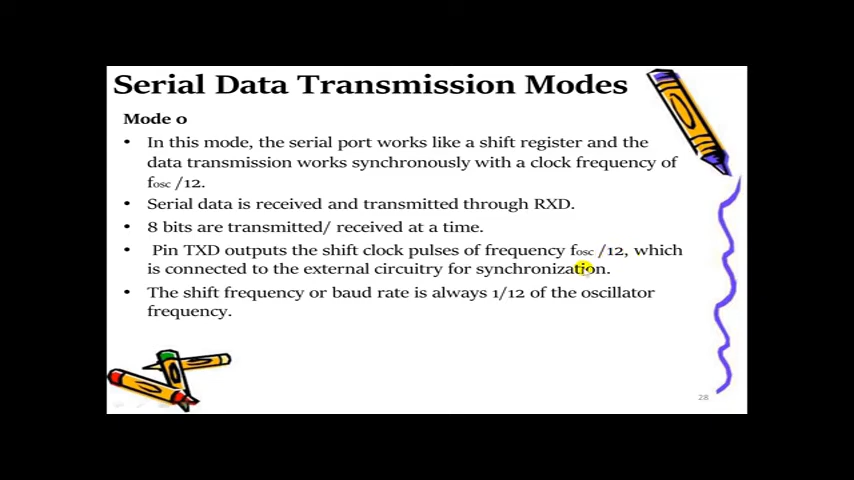 Serial Data Transmission Modes
Mode 0
• In this mode, the serial port works like a shift register and the
data transmission works synchronously with a clock frequency of
fosc /12.
• Serial data is received and transmitted through RXD.
• 8 bits are transmitted/ received at a time.
• Pin TXD outputs the shift clock pulses of frequency fosc /12, which
is connected to the external circuitry for synchronization.
• The shift frequency or baud rate is always 1/12 of the oscillator
frequency.
28